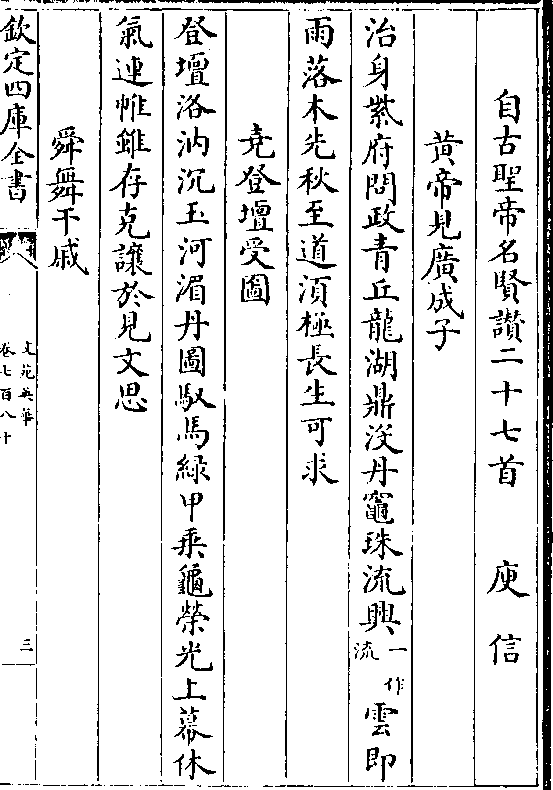 自古聖帝名賢讃二十七首 庾信
黃帝見廣成子
治身紫府問政青丘龍湖鼎没丹竈珠流興一作流雲即
雨落木先秋至道須極長生可求
堯登壇受圖
登壇洛汭沉玉河湄丹圖馭馬緑甲乗龜榮光上幕休
氣連帷雖存克讓於見文思
舜舞干戚
欽定四庫全書
文苑英華
卷七百八十
三